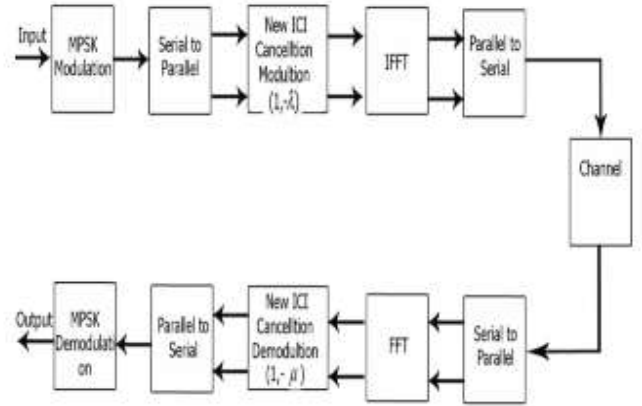 Input
MPSK
Modulation
Serial to
Parallel
New ICI
Cancelltion
Modultion
(1,-λ)
IFFT
Parallel to
Serial
Channel
Output
MPSK
Demodulati
on
Parallel to
Serial
New ICI
Cancelltion
Demodultion
(1,- μ)
FFT
Serial to
Parallel